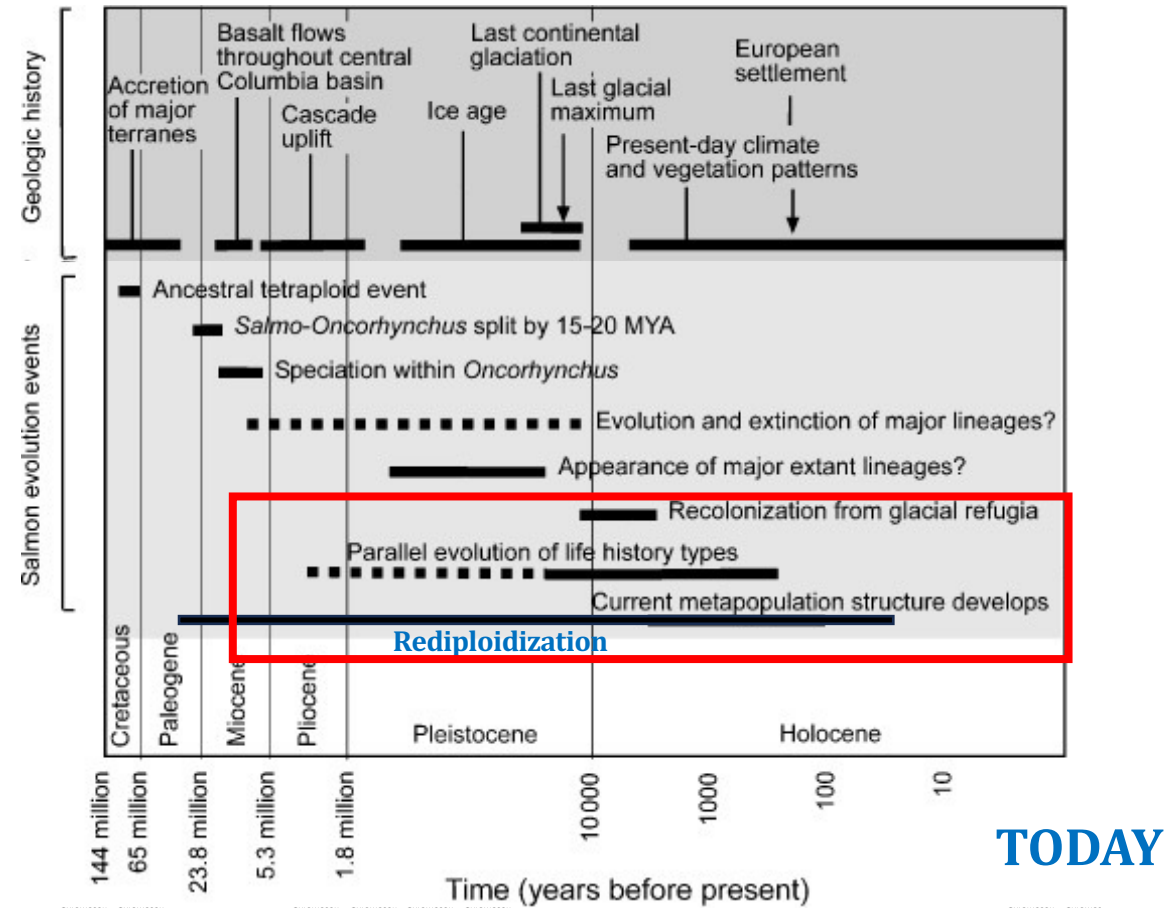 Geologic history
Accretion
of major
terranes
Basalt flows
throughout central
Columbia basin
Cascade
uplift
Ice age
Last continental
glaciation
Last glacial
maximum
European
settlement
Present-day climate
and vegetation patterns
Salmon evolution events
Ancestral tetraploid event
Salmo-Oncorhynchus split by 15-20 MYA
Speciation within Oncorhynchus
Evolution and extinction of major lineages?
Appearance of major extant lineages?
Recolonization from glacial refugia
Parallel evolution of life history types
Current metapopulation structure develops
Rediploidization
Cretaceous
Paleogene
Miocene
Pliocene
Pleistocene
Holocene
144 million
65 million
23.8 million
5.3 million
1.8 million
10 000
1000
100
10
TODAY
Time (years before present)